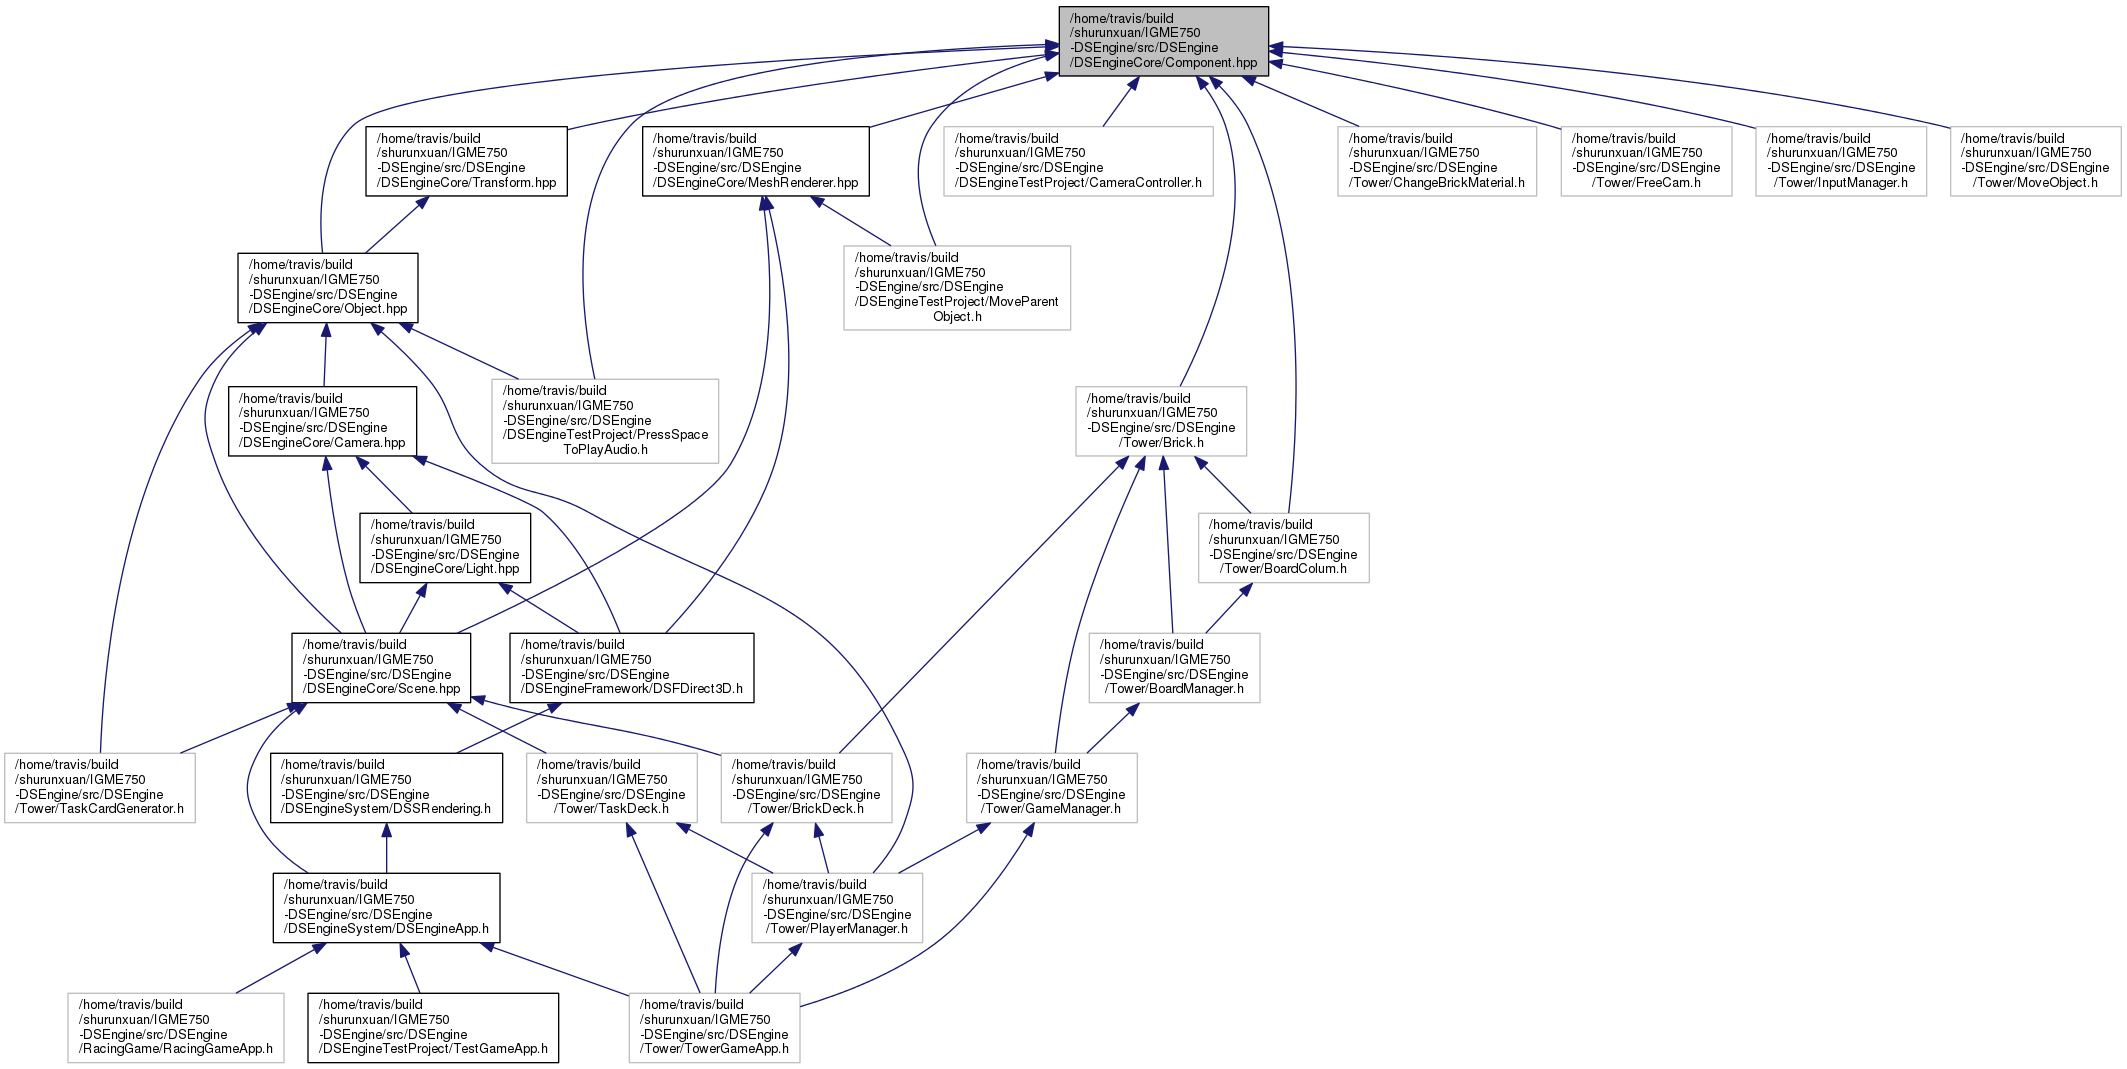 /home/travis/build
/shurunxuan/IGME750
-DSEngine/src/DSEngine
/DSEngineCore/Component.hpp
/home/travis/build
/shurunxuan/IGME750
-DSEngine/src/DSEngine
/DSEngineCore/Transform.hpp
/home/travis/build
/shurunxuan/IGME750
-DSEngine/src/DSEngine
/DSEngineCore/MeshRenderer.hpp
/home/travis/build
/shurunxuan/IGME750
-DSEngine/src/DSEngine
/DSEngineTestProject/CameraController.h
/home/travis/build
/shurunxuan/IGME750
-DSEngine/src/DSEngine
/Tower/ChangeBrickMaterial.h
/home/travis/build
/shurunxuan/IGME750
-DSEngine/src/DSEngine
/Tower/FreeCam.h
/home/travis/build
/shurunxuan/IGME750
-DSEngine/src/DSEngine
/Tower/InputManager.h
/home/travis/build
/shurunxuan/IGME750
-DSEngine/src/DSEngine
/Tower/MoveObject.h
/home/travis/build
/shurunxuan/IGME750
-DSEngine/src/DSEngine
/DSEngineCore/Object.hpp
/home/travis/build
/shurunxuan/IGME750
-DSEngine/src/DSEngine
/DSEngineTestProject/MoveParent
Object.h
/home/travis/build
/shurunxuan/IGME750
-DSEngine/src/DSEngine
/DSEngineCore/Camera.hpp
/home/travis/build
/shurunxuan/IGME750
-DSEngine/src/DSEngine
/DSEngineTestProject/PressSpace
ToPlayAudio.h
/home/travis/build
/shurunxuan/IGME750
-DSEngine/src/DSEngine
/Tower/Brick.h
/home/travis/build
/shurunxuan/IGME750
-DSEngine/src/DSEngine
/DSEngineCore/Light.hpp
/home/travis/build
/shurunxuan/IGME750
-DSEngine/src/DSEngine
/Tower/BoardColum.h
/home/travis/build
/shurunxuan/IGME750
-DSEngine/src/DSEngine
/DSEngineCore/Scene.hpp
/home/travis/build
/shurunxuan/IGME750
-DSEngine/src/DSEngine
/DSEngineFramework/DSFDirect3D.h
/home/travis/build
/shurunxuan/IGME750
-DSEngine/src/DSEngine
/Tower/BoardManager.h
/home/travis/build
/shurunxuan/IGME750
-DSEngine/src/DSEngine
/Tower/TaskCardGenerator.h
/home/travis/build
/shurunxuan/IGME750
-DSEngine/src/DSEngine
/DSEngineSystem/DSSRendering.h
/home/travis/build
/shurunxuan/IGME750
-DSEngine/src/DSEngine
/Tower/TaskDeck.h
/home/travis/build
/shurunxuan/IGME750
-DSEngine/src/DSEngine
/Tower/BrickDeck.h
/home/travis/build
/shurunxuan/IGME750
-DSEngine/src/DSEngine
/Tower/GameManager.h
/home/travis/build
/shurunxuan/IGME750
-DSEngine/src/DSEngine
/DSEngineSystem/DSEngineApp.h
/home/travis/build
/shurunxuan/IGME750
-DSEngine/src/DSEngine
/Tower/PlayerManager.h
/home/travis/build
/shurunxuan/IGME750
-DSEngine/src/DSEngine
/RacingGame/RacingGameApp.h
/home/travis/build
/shurunxuan/IGME750
-DSEngine/src/DSEngine
/DSEngineTestProject/TestGameApp.h
/home/travis/build
/shurunxuan/IGME750
-DSEngine/src/DSEngine
/Tower/TowerGameApp.h